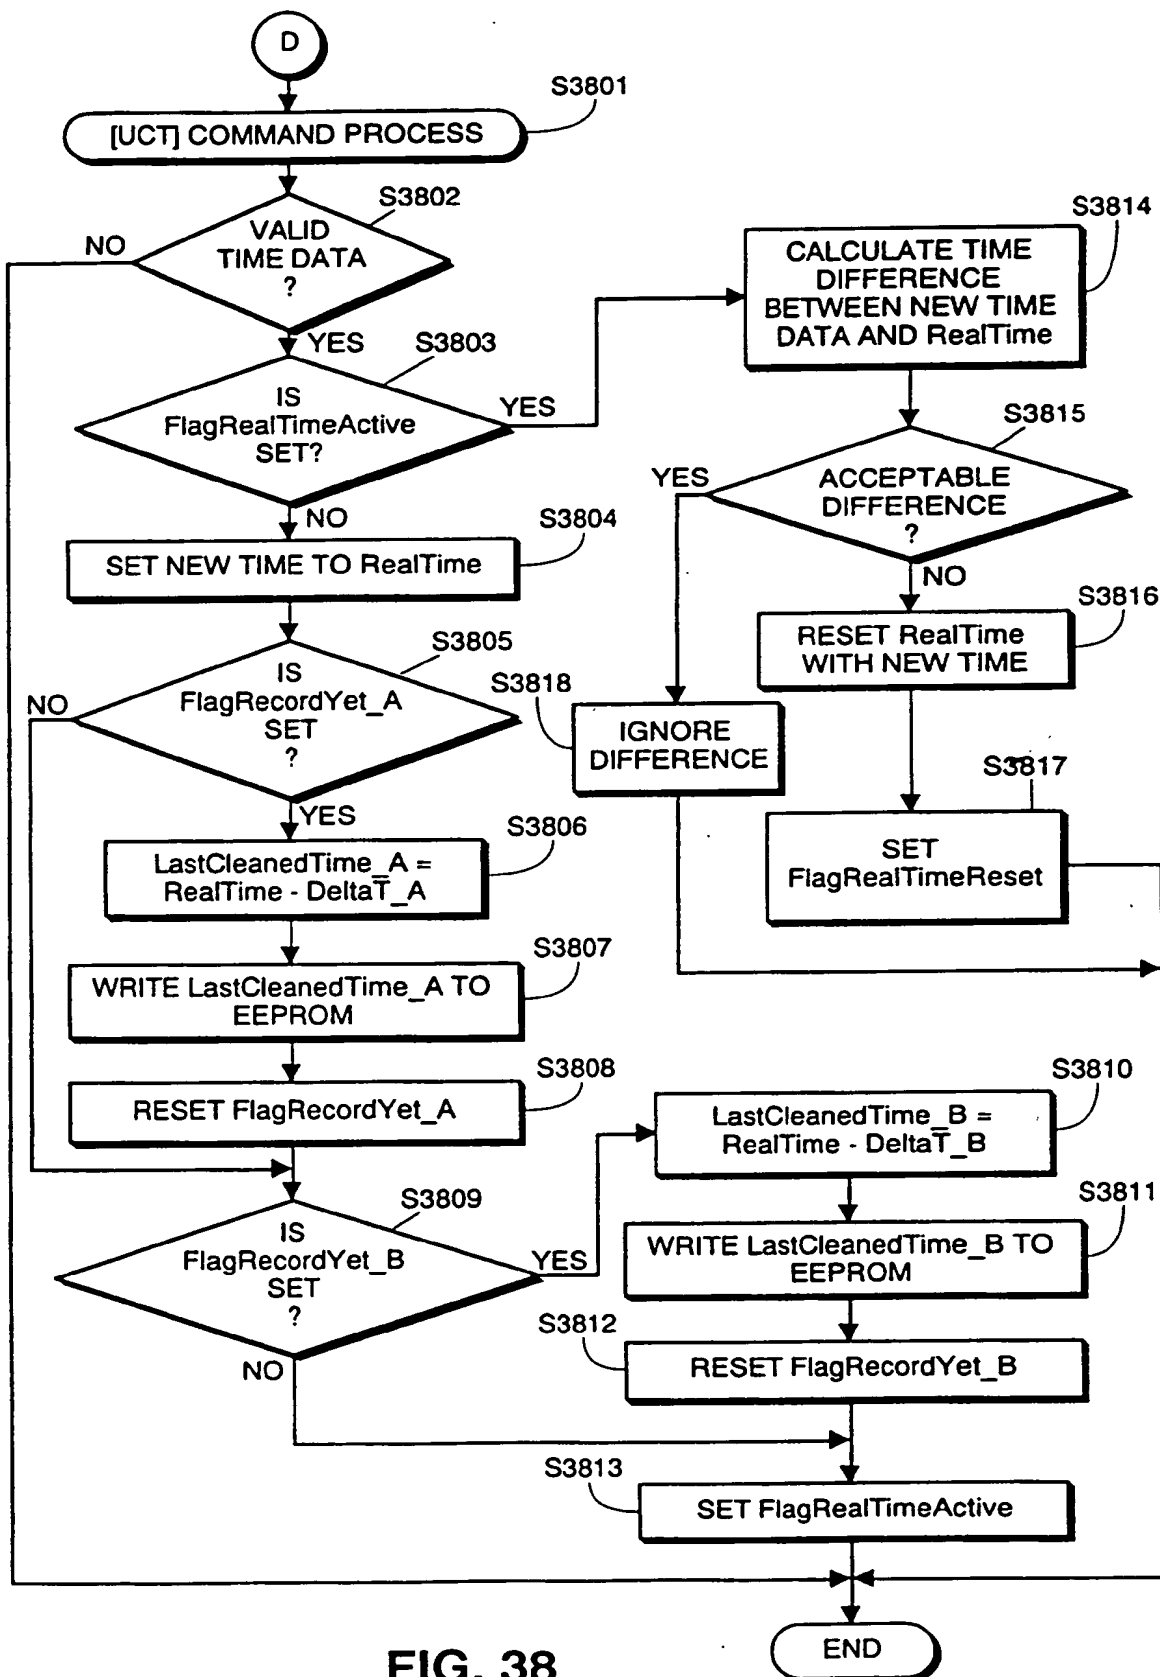 D
S3801
[UCT] COMMAND PROCESS
S3802
VALID
TIME DATA
?
NO
YES
S3803
IS
FlagRealTimeActive
SET?
YES
NO
S3804
SET NEW TIME TO RealTime
S3805
IS
FlagRecordYet_A
SET
?
NO
YES
S3806
LastCleanedTime_A =
RealTime - DeltaT_A
S3807
WRITE LastCleanedTime_A TO
EEPROM
S3808
RESET FlagRecordYet_A
S3809
IS
FlagRecordYet_B
SET
?
YES
NO
S3814
CALCULATE TIME
DIFFERENCE
BETWEEN NEW TIME
DATA AND RealTime
S3815
ACCEPTABLE
DIFFERENCE
?
YES
NO
S3816
RESET RealTime
WITH NEW TIME
S3818
IGNORE
DIFFERENCE
S3817
SET
FlagRealTimeReset
S3810
LastCleanedTime_B =
RealTime - DeltaT_B
S3811
WRITE LastCleanedTime_B TO
EEPROM
S3812
RESET FlagRecordYet_B
S3813
SET FlagRealTimeActive
END
FIG. 38